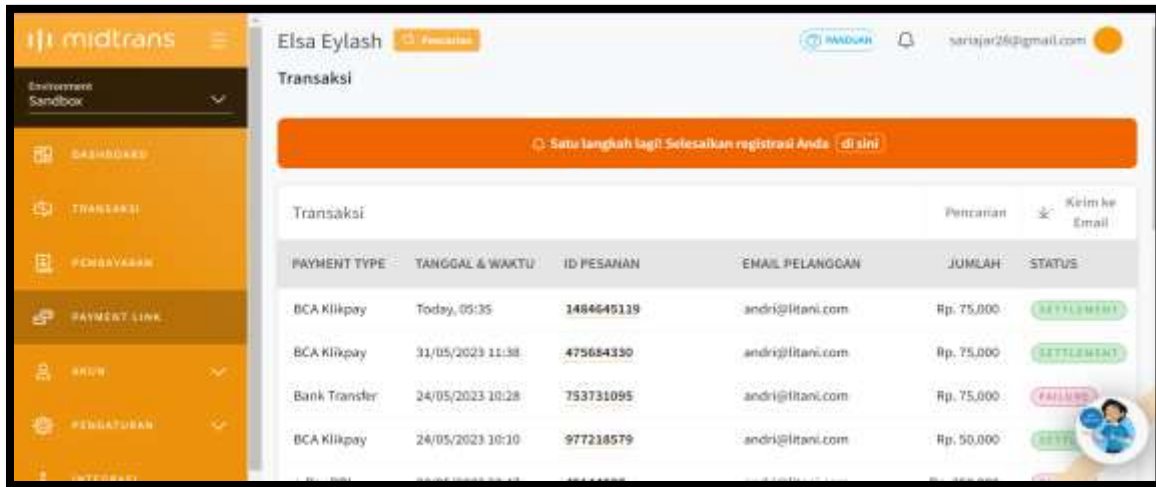 midtrans
Elsa Eylash Pencarian PANDUAN sariajar28@gmail.com
Transaksi
Environment
Sandbox
Satu langkah lagi! Selesaikan registrasi Anda di sini
DASHBOARD
TRANSAKSI
Transaksi Pencarian Kirim ke Email
PEMBAYARAN
PAYMENT TYPE TANGGAL & WAKTU ID PESANAN EMAIL PELANGGAN JUMLAH STATUS
PAYMENT LINK
BCA Klikpay Today, 05:35 1484645119 andri@litani.com Rp. 75,000 SETTLEMENT
BCA Klikpay 31/05/2023 11:38 475684330 andri@litani.com Rp. 75,000 SETTLEMENT
AKUN
Bank Transfer 24/05/2023 10:28 753731095 andri@litani.com Rp. 75,000 FAILURE
PENGATURAN
BCA Klikpay 24/05/2023 10:10 977218579 andri@litani.com Rp. 50,000